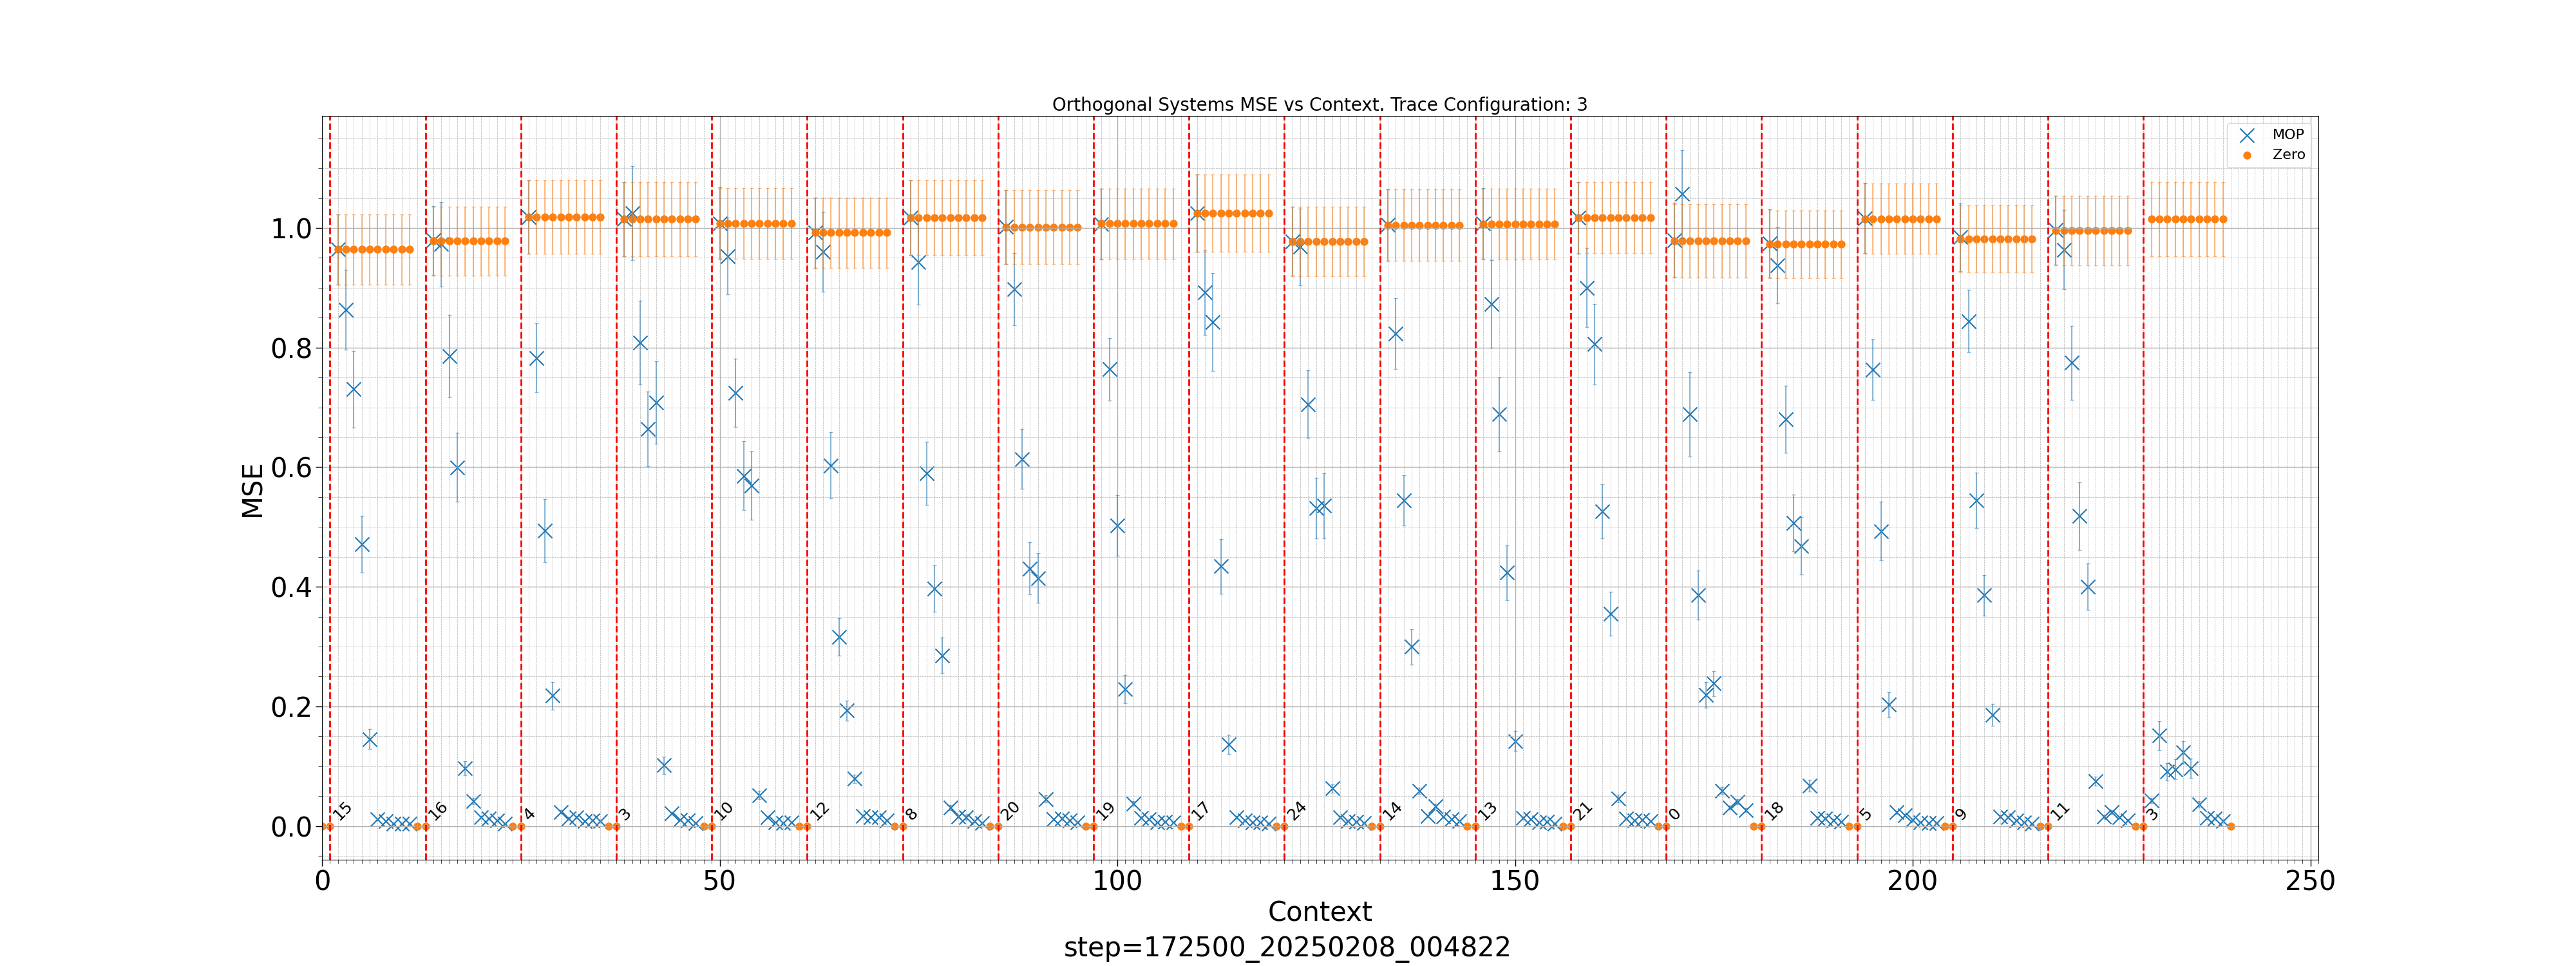 Orthogonal Systems MSE vs Context. Trace Configuration: 3
MOP
Zero
MSE
1.0
0.8
0.6
0.4
0.2
0.0
15 16 4 3 10 12 8 20 19 17 24 14 13 21 0 18 5 9 11 3
0 50 100 150 200 250
Context
step=172500_20250208_004822